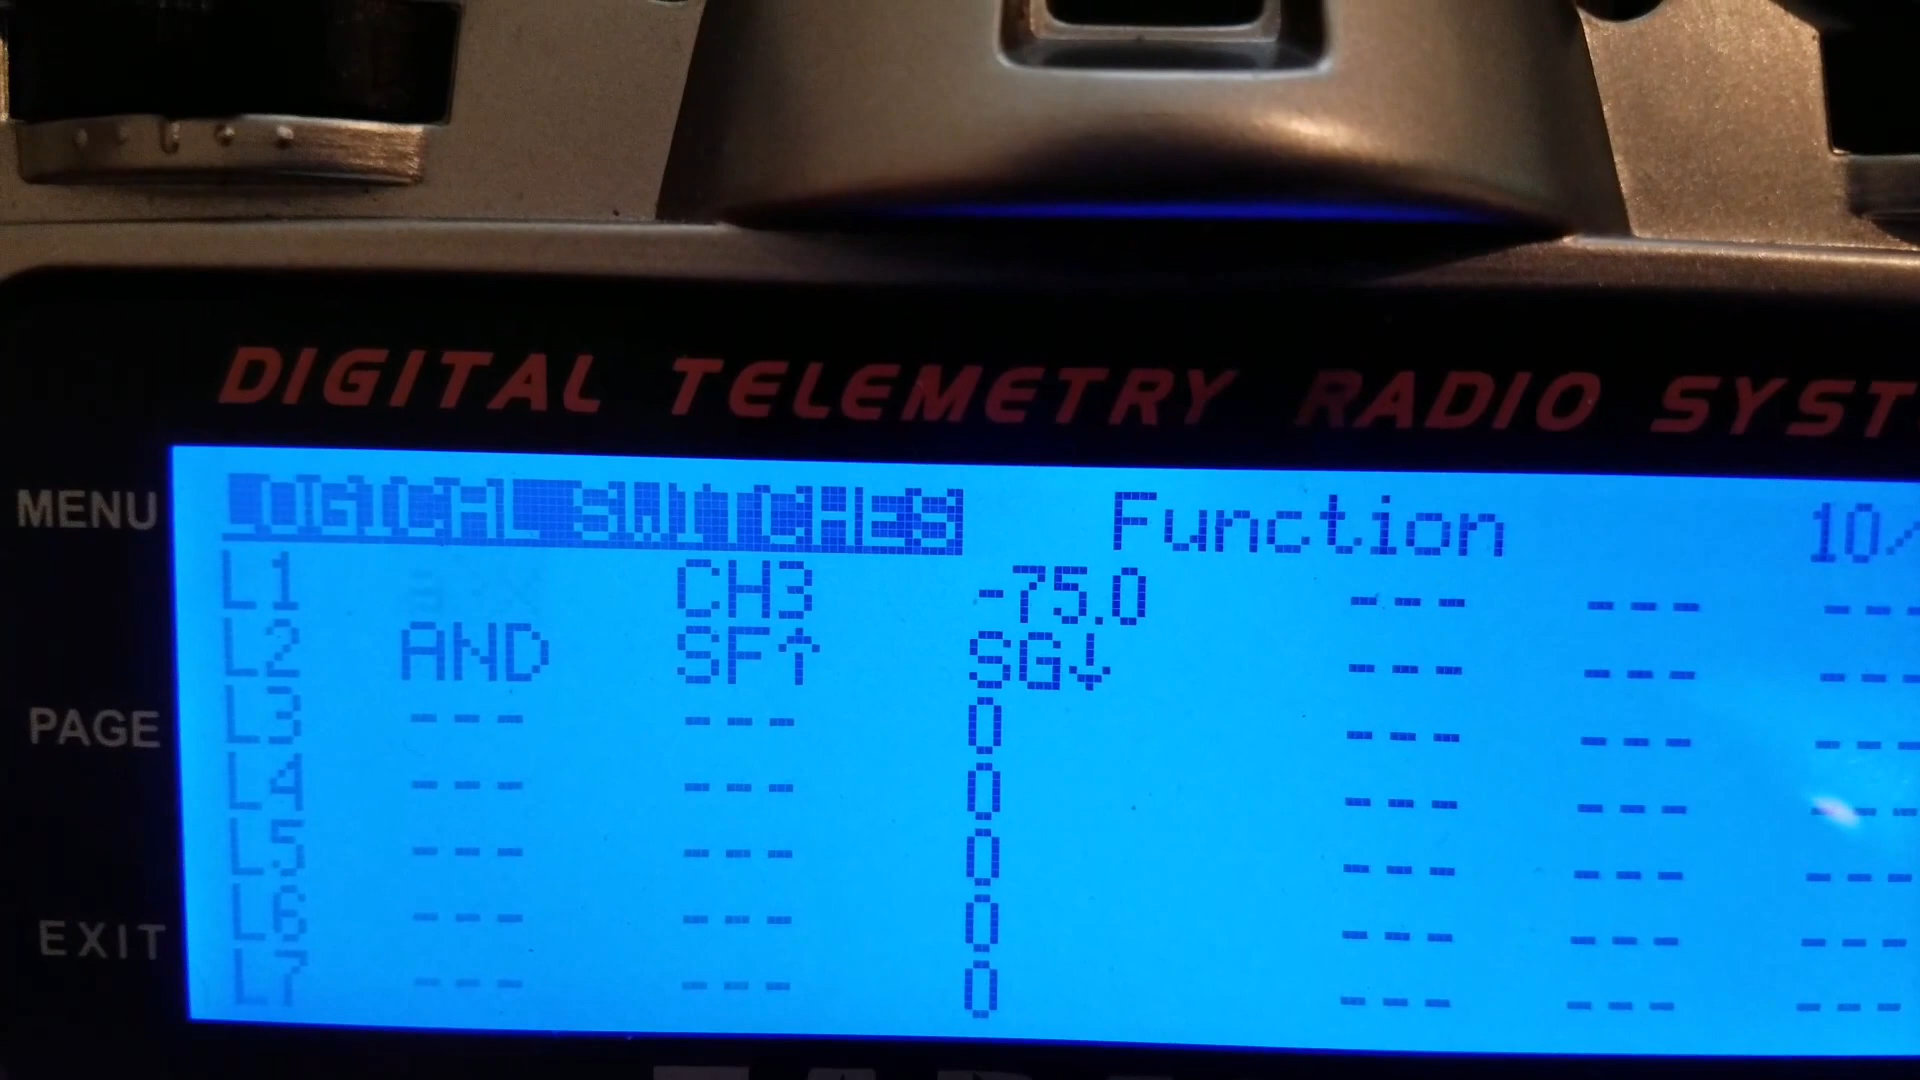 DIGITAL TELEMETRY RADIO SYST
MENU
PAGE
EXIT
LOGICAL SWITCHES Function 10/
L1 CH3 -75.0 --- --- ---
L2 AND SF↑ SG↓ --- --- ---
L3 --- --- 0 --- --- ---
L4 --- --- 0 --- --- ---
L5 --- --- 0 --- --- ---
L6 --- --- 0 --- --- ---
L7 --- --- 0 --- --- ---